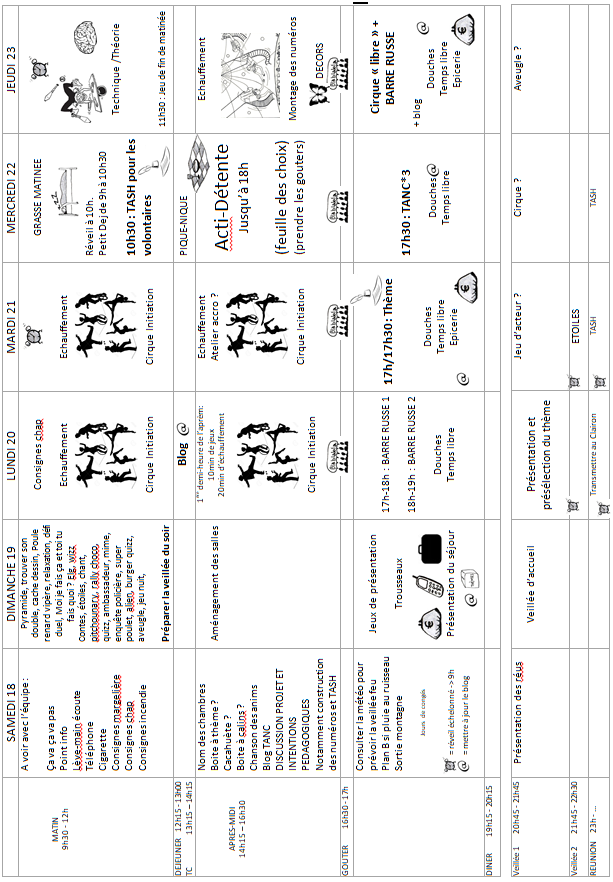 MATIN
9h30 - 12h
DEJEUNER 12h15 - 13h00
TC 13h15 – 14h15
APRES-MIDI
14h15 – 16h30
GOUTER 16h30 - 17h
DINER 19h15 - 20h15
Veillée 1 20h45 - 21h45
Veillée 2 21h45 - 22h30
REUNION 23h - ...
SAMEDI 18
A voir avec l'équipe :
Ça va ça va pas
Point info
Lève-main écoute
Téléphone
Cigarette
Consignes margelière
Consignes chap
Consignes incendie
Nom des chambres
Boite à thème ?
Cacahuète ?
Boite à calins ?
Chanson des anims
Blog TANC
DISCUSSION PROJET ET
INTENTIONS
PEDAGOGIQUES
Notamment construction
des numéros et TASH
Consulter la météo pour
prévoir la veillée feu
Plan B si pluie au ruisseau
Sortie montagne
Jours de congés
= réveil échelonné -> 9h
@ = mettre à jour le blog
Présentation des réus
DIMANCHE 19
Pyramide, trouver son
double, cache dessin, Poule
renard vipère, relaxation, défi
duel, Moi je fais ça et toi tu
fais quoi ? Elg, wizz
contes, étoiles, chant,
pitchounary, rally choco,
quizz, ambassadeur, mime,
enquête policière, super
poulet, alien, burger quizz,
aveugle, jeu nuit,
Préparer la veillée du soir
Aménagement des salles
Jeux de présentation
Trousseaux
Présentation du séjour
@
Veillée d'accueil
LUNDI 20
Consignes chap
Echauffement
Cirque Initiation
Blog @
1ère demi-heure de l'aprèm:
10min de jeux
20min d'échauffement
Cirque Initiation
17h-18h : BARRE RUSSE 1
18h-19h : BARRE RUSSE 2
Douches
Temps libre
Présentation et
présélection du thème
Transmettre au Clairon
MARDI 21
Echauffement
Cirque Initiation
Echauffement
Atelier accro ?
Cirque Initiation
17h/17h30 : Thème
Douches
Temps libre
Epicerie
@
Jeu d'acteur ?
ETOILES
TASH
MERCREDI 22
GRASSE MATINEE
Réveil à 10h.
Petit Dej de 9h à 10h30
10h30 : TASH pour les
volontaires
PIQUE-NIQUE
Acti-Détente
Jusqu'à 18h
(feuille des choix)
(prendre les gouters)
17h30 : TANC* 3
Douches @
Temps libre
Cirque ?
TASH
JEUDI 23
Technique /Théorie
11h30 : Jeu de fin de matinée
Echauffement
Montage des numéros
DECORS
Cirque « libre » +
BARRE RUSSE
+ blog @
Douches
Temps libre
Epicerie
Aveugle ?